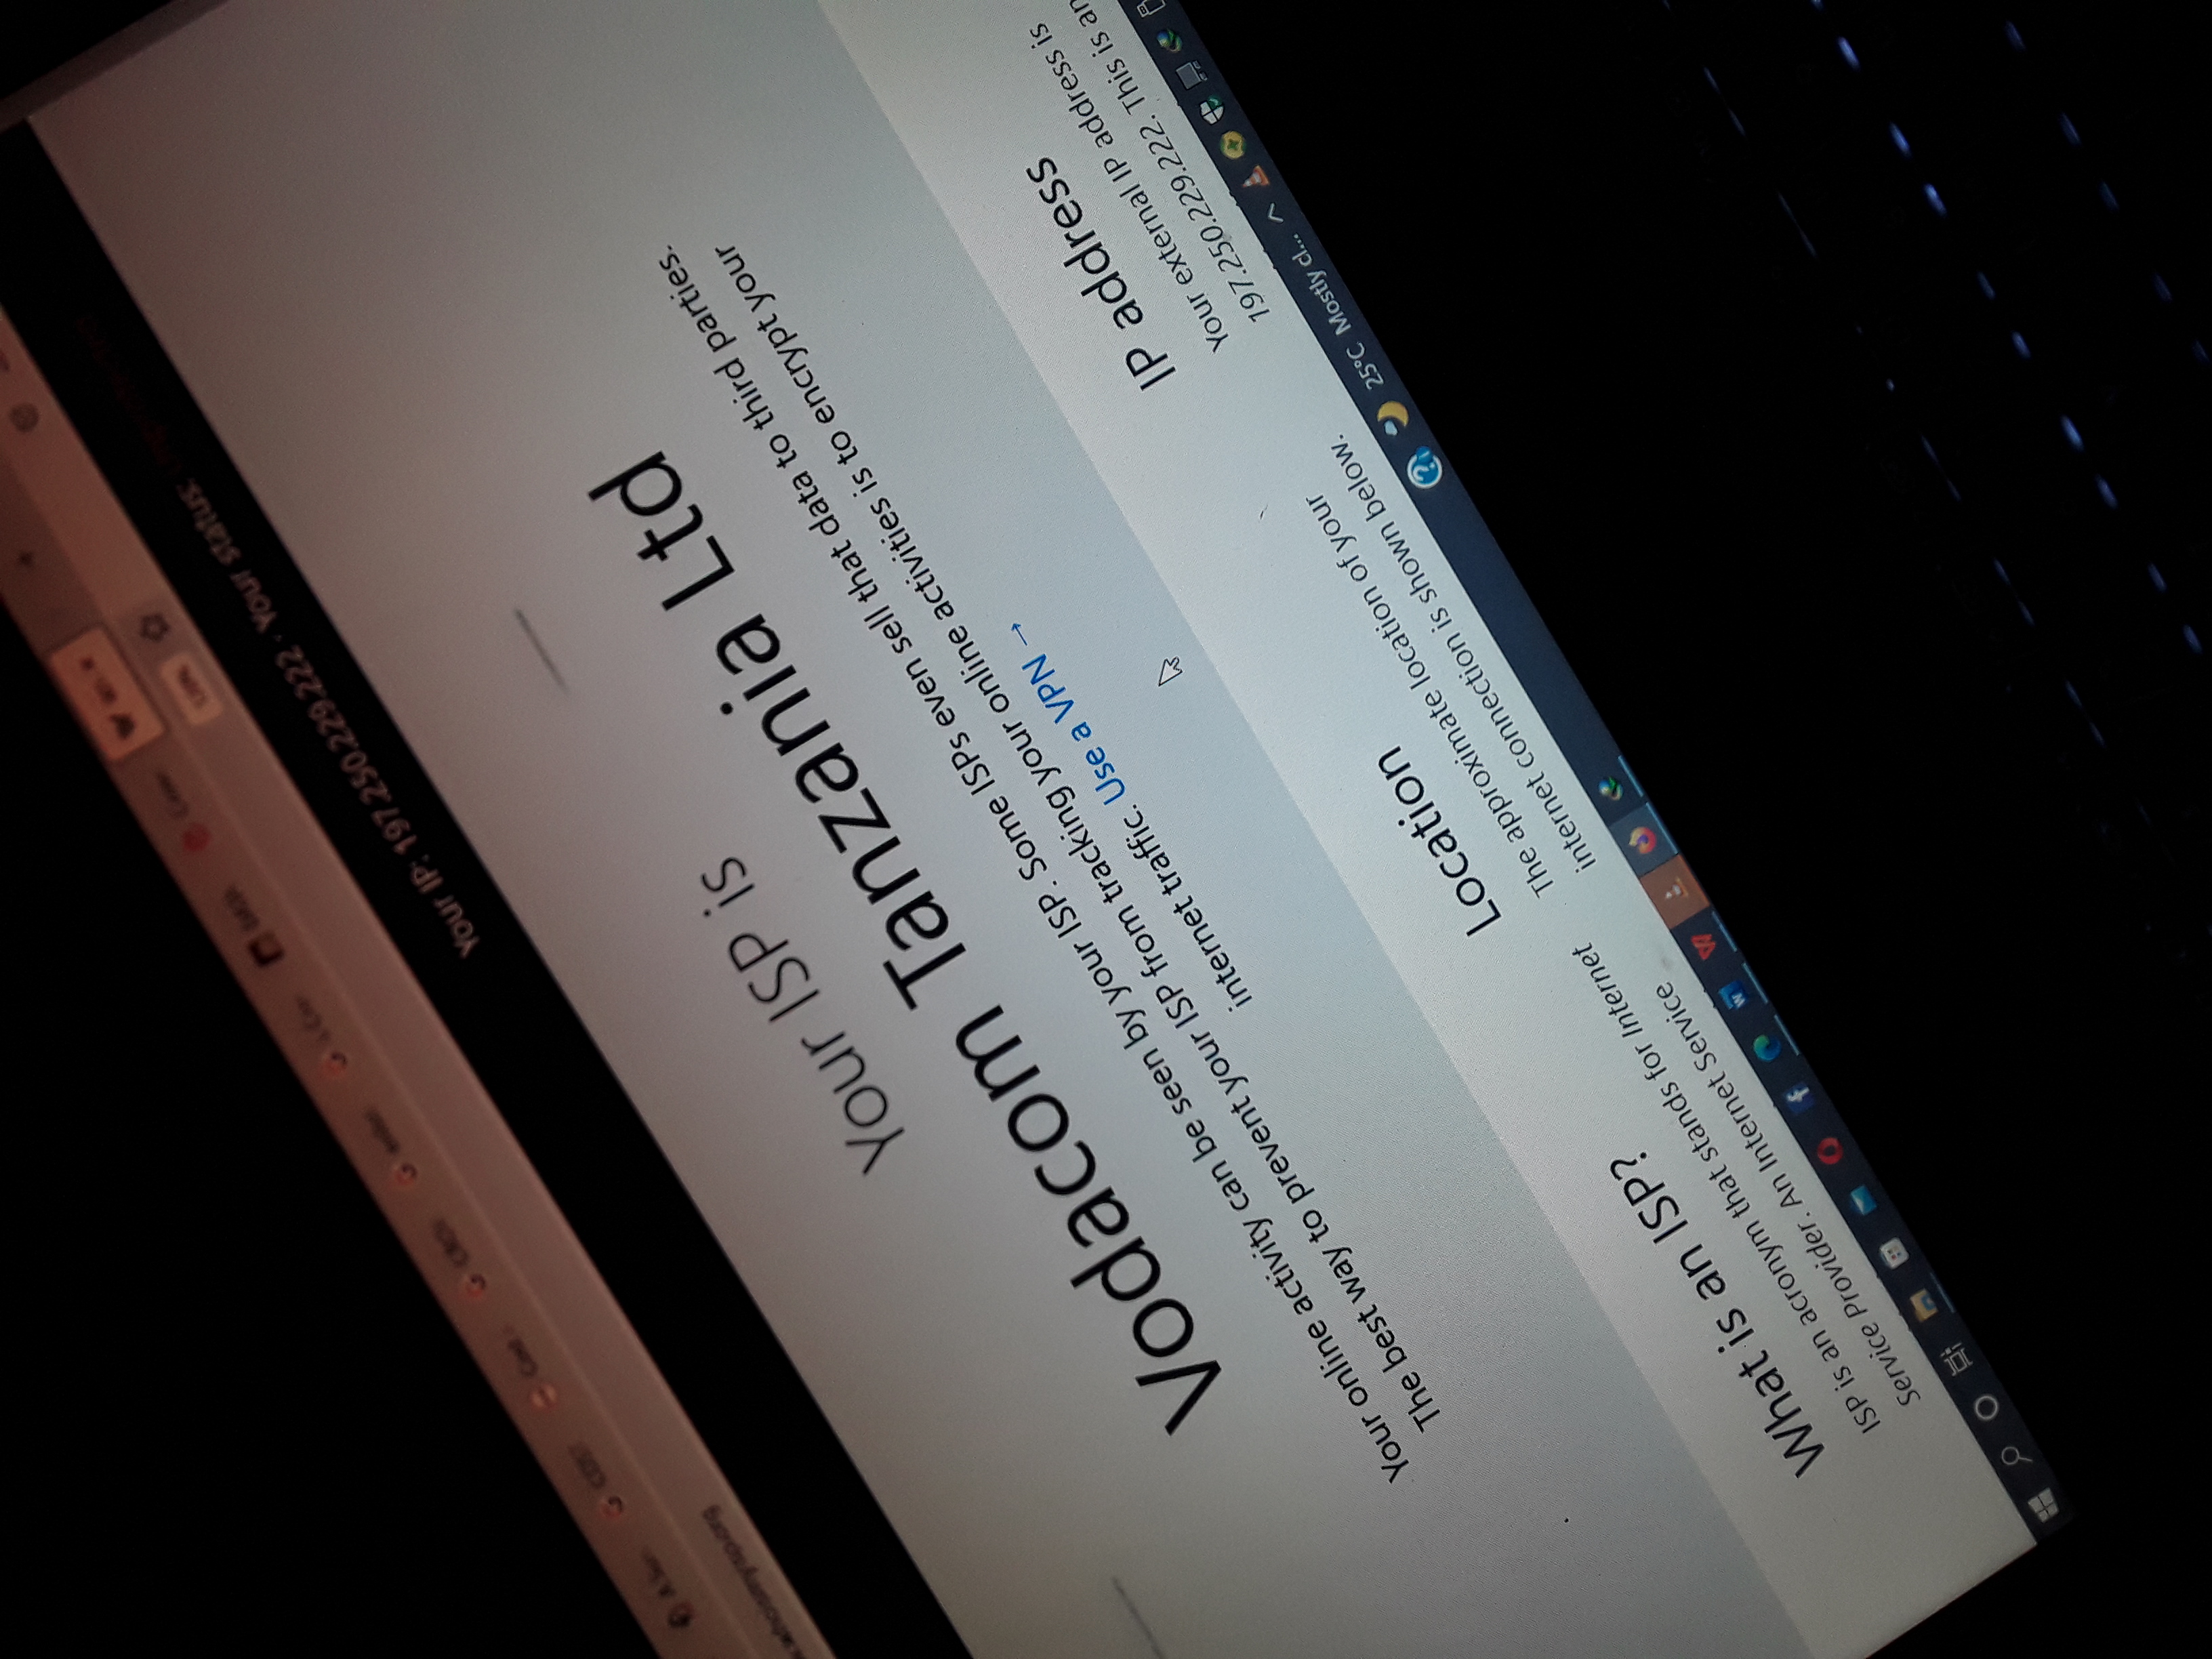 DATA
120%
whoismyisp.org
Your IP: 197.250.229.222 · Your status:
Your ISP is
Vodacom Tanzania Ltd
Your online activity can be seen by your ISP. Some ISPs even sell that data to third parties.
The best way to prevent your ISP from tracking your online activities is to encrypt your
internet traffic. Use a VPN →
What is an ISP?
ISP is an acronym that stands for Internet
Service Provider. An Internet Service
Location
The approximate location of your
internet connection is shown below.
IP address
Your external IP address is
197.250.229.222. This is an
25°C Mostly cl...